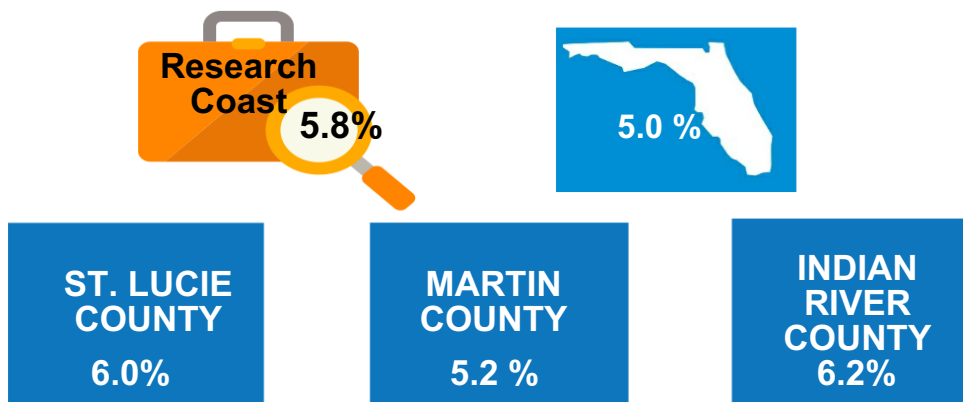 Research
Coast
5.8%
5.0 %
ST. LUCIE
COUNTY
6.0%
MARTIN
COUNTY
5.2 %
INDIAN
RIVER
COUNTY
6.2%